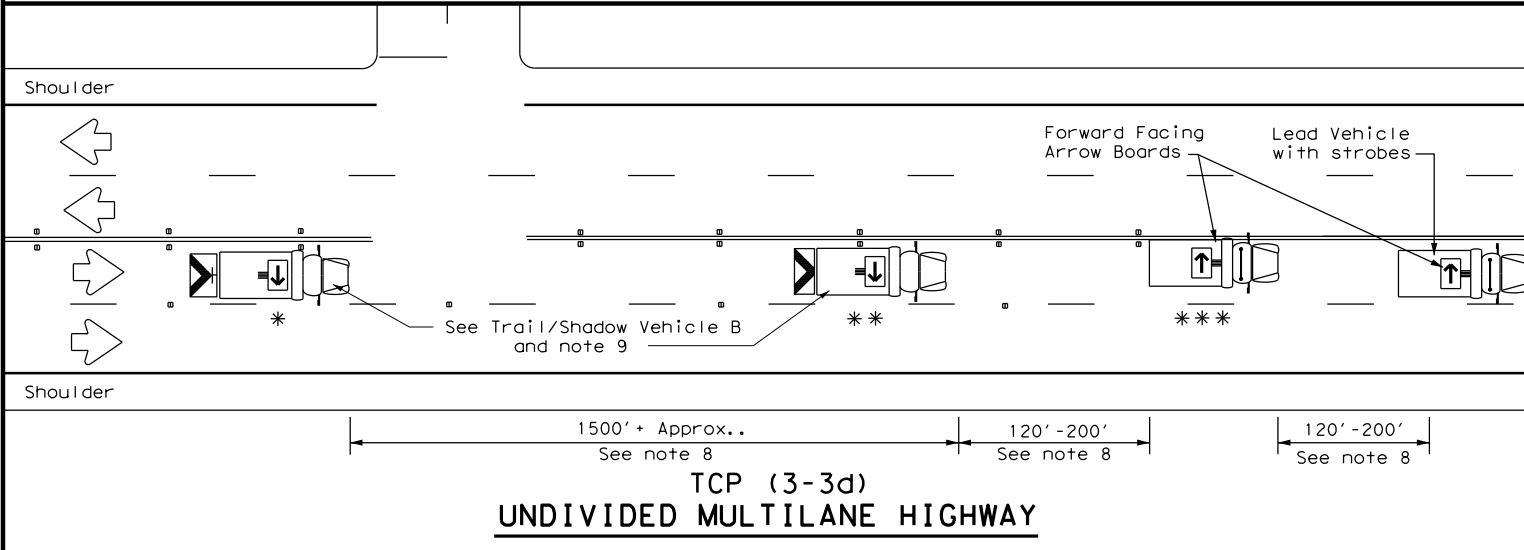 Shoulder
Forward Facing
Arrow Boards
Lead Vehicle
with strobes
*
**
***
See Trail/Shadow Vehicle B
and note 9
Shoulder
1500'+ Approx..
See note 8
120'-200'
See note 8
120'-200'
See note 8
TCP (3-3d)
UNDIVIDED MULTILANE HIGHWAY